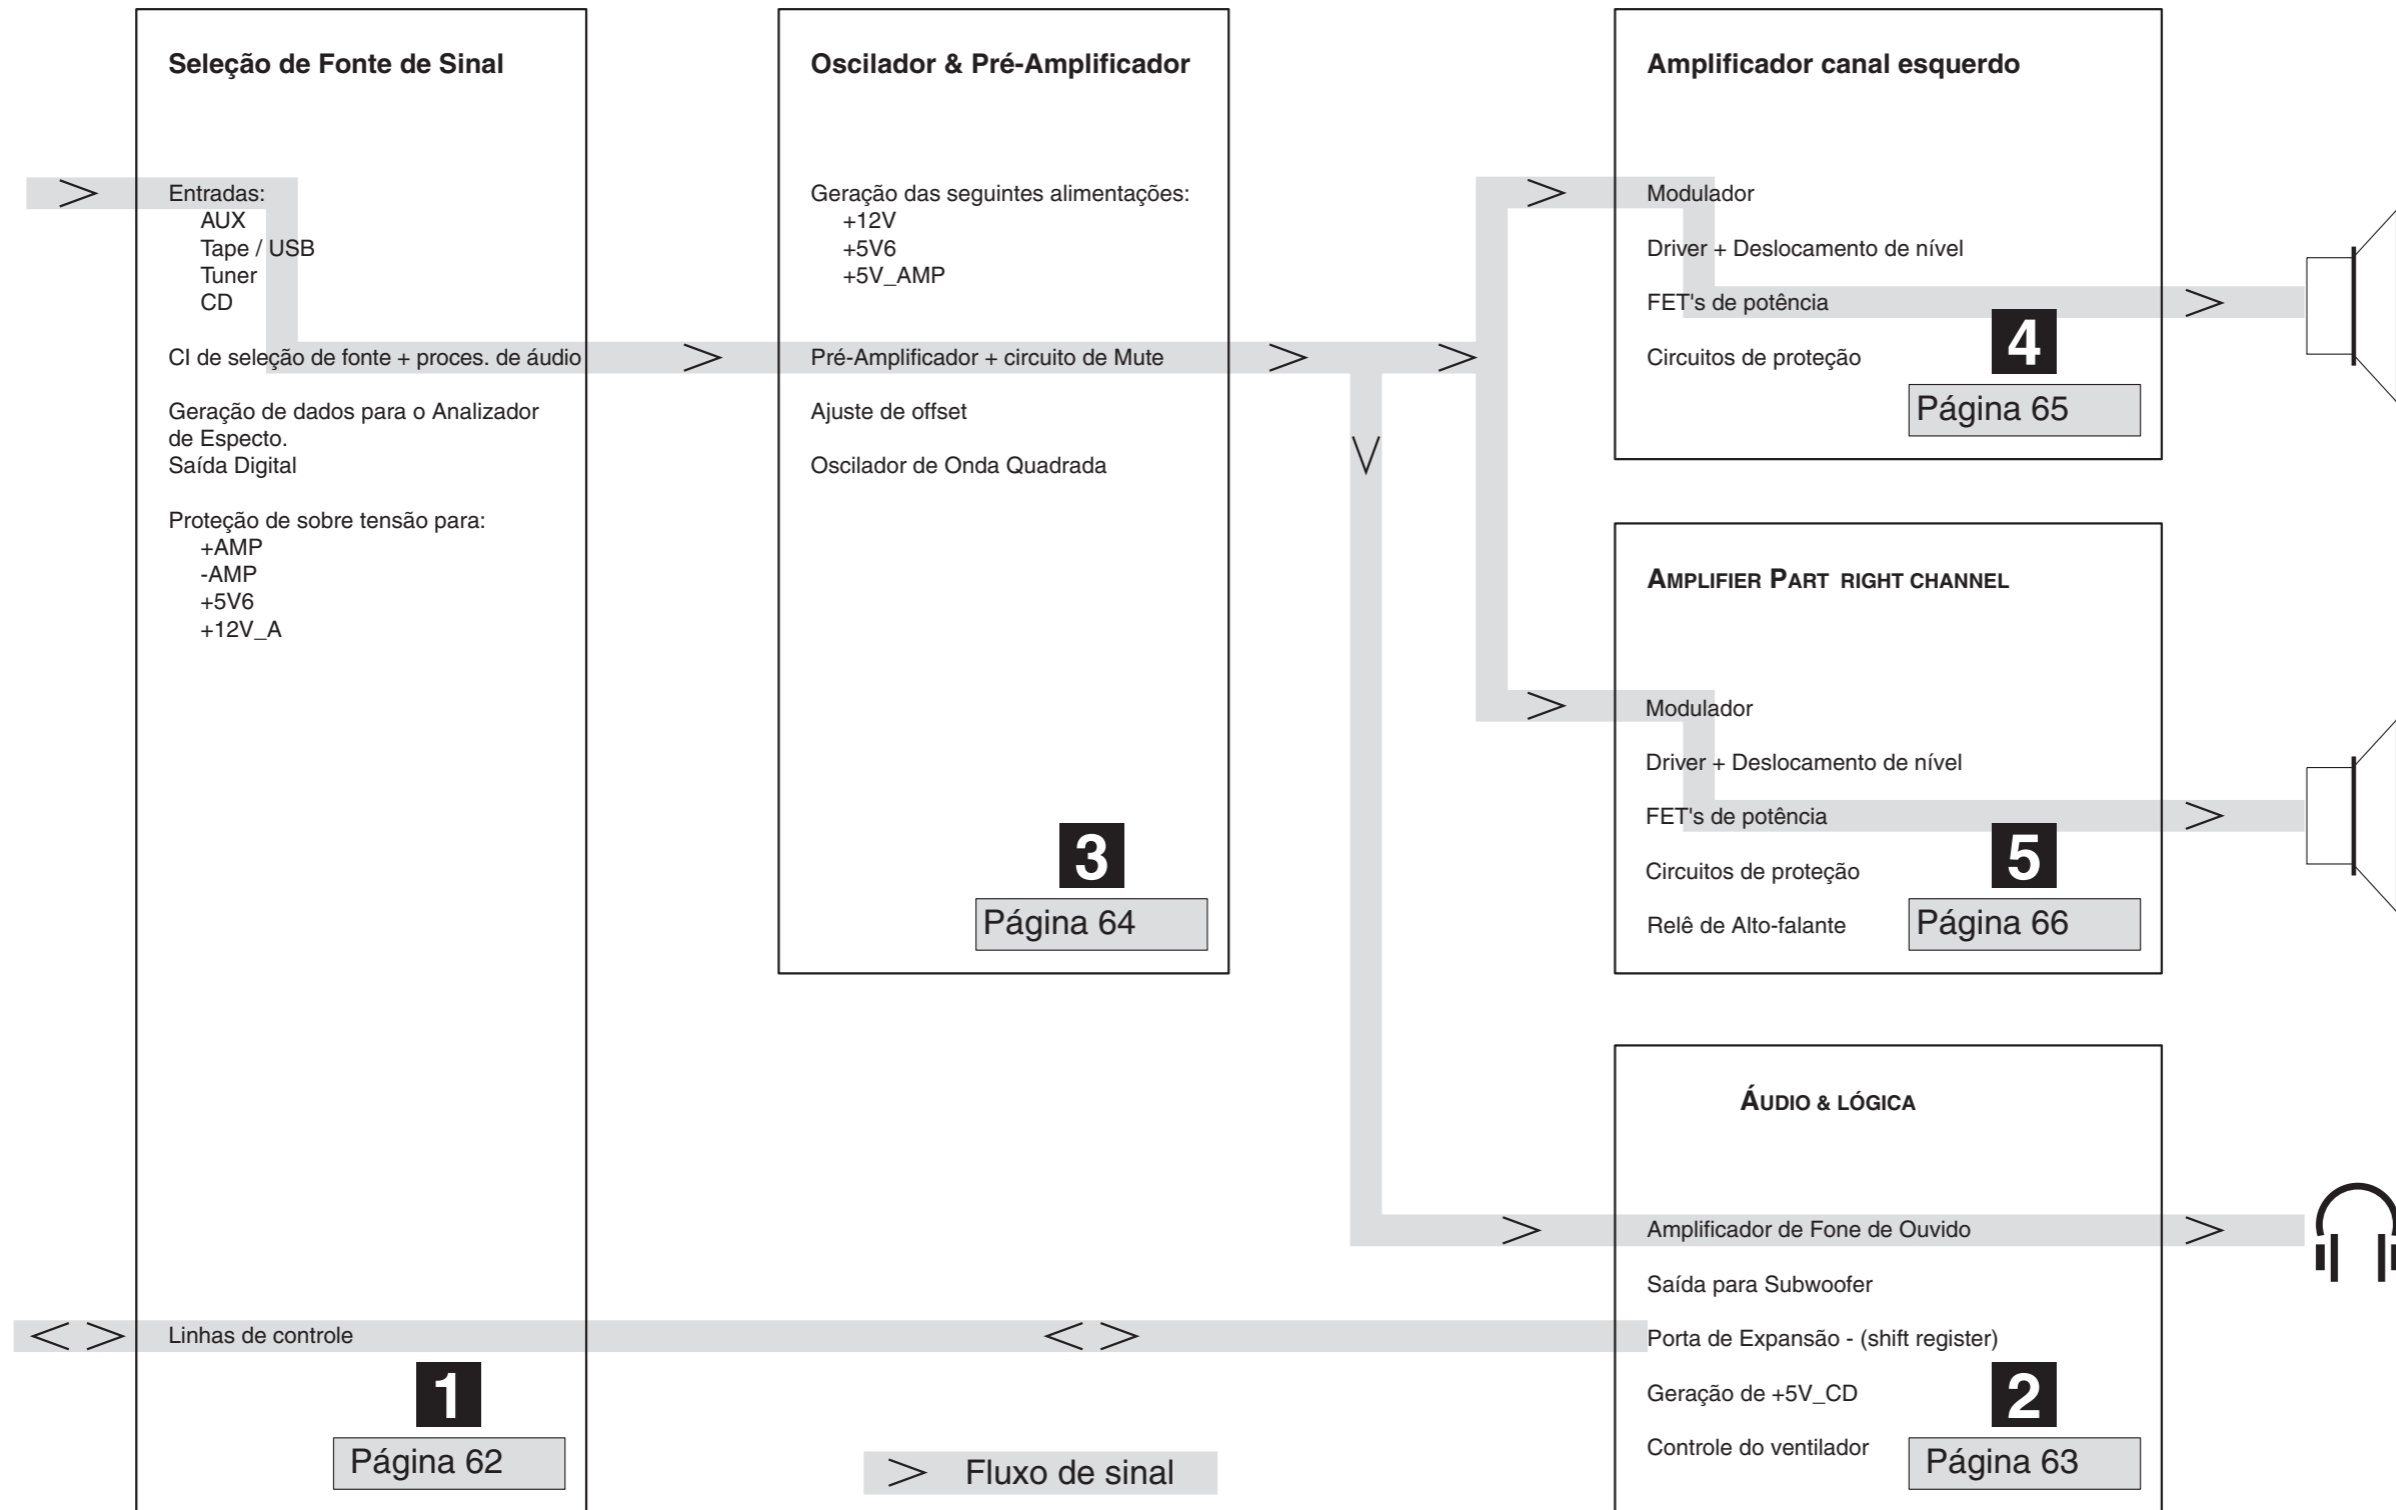 Seleção de Fonte de Sinal
Entradas:
AUX
Tape / USB
Tuner
CD
CI de seleção de fonte + proces. de áudio
Geração de dados para o Analizador
de Especto.
Saída Digital
Proteção de sobre tensão para:
+AMP
-AMP
+5V6
+12V_A
Linhas de controle
1
Página 62
Oscilador & Pré-Amplificador
Geração das seguintes alimentações:
+12V
+5V6
+5V_AMP
Pré-Amplificador + circuito de Mute
Ajuste de offset
Oscilador de Onda Quadrada
3
Página 64
> Fluxo de sinal
Amplificador canal esquerdo
Modulador
Driver + Deslocamento de nível
FET's de potência
Circuitos de proteção
4
Página 65
AMPLIFIER PART RIGHT CHANNEL
Modulador
Driver + Deslocamento de nível
FET's de potência
Circuitos de proteção
Relê de Alto-falante
5
Página 66
ÁUDIO & LÓGICA
Amplificador de Fone de Ouvido
Saída para Subwoofer
Porta de Expansão - (shift register)
Geração de +5V_CD
Controle do ventilador
2
Página 63